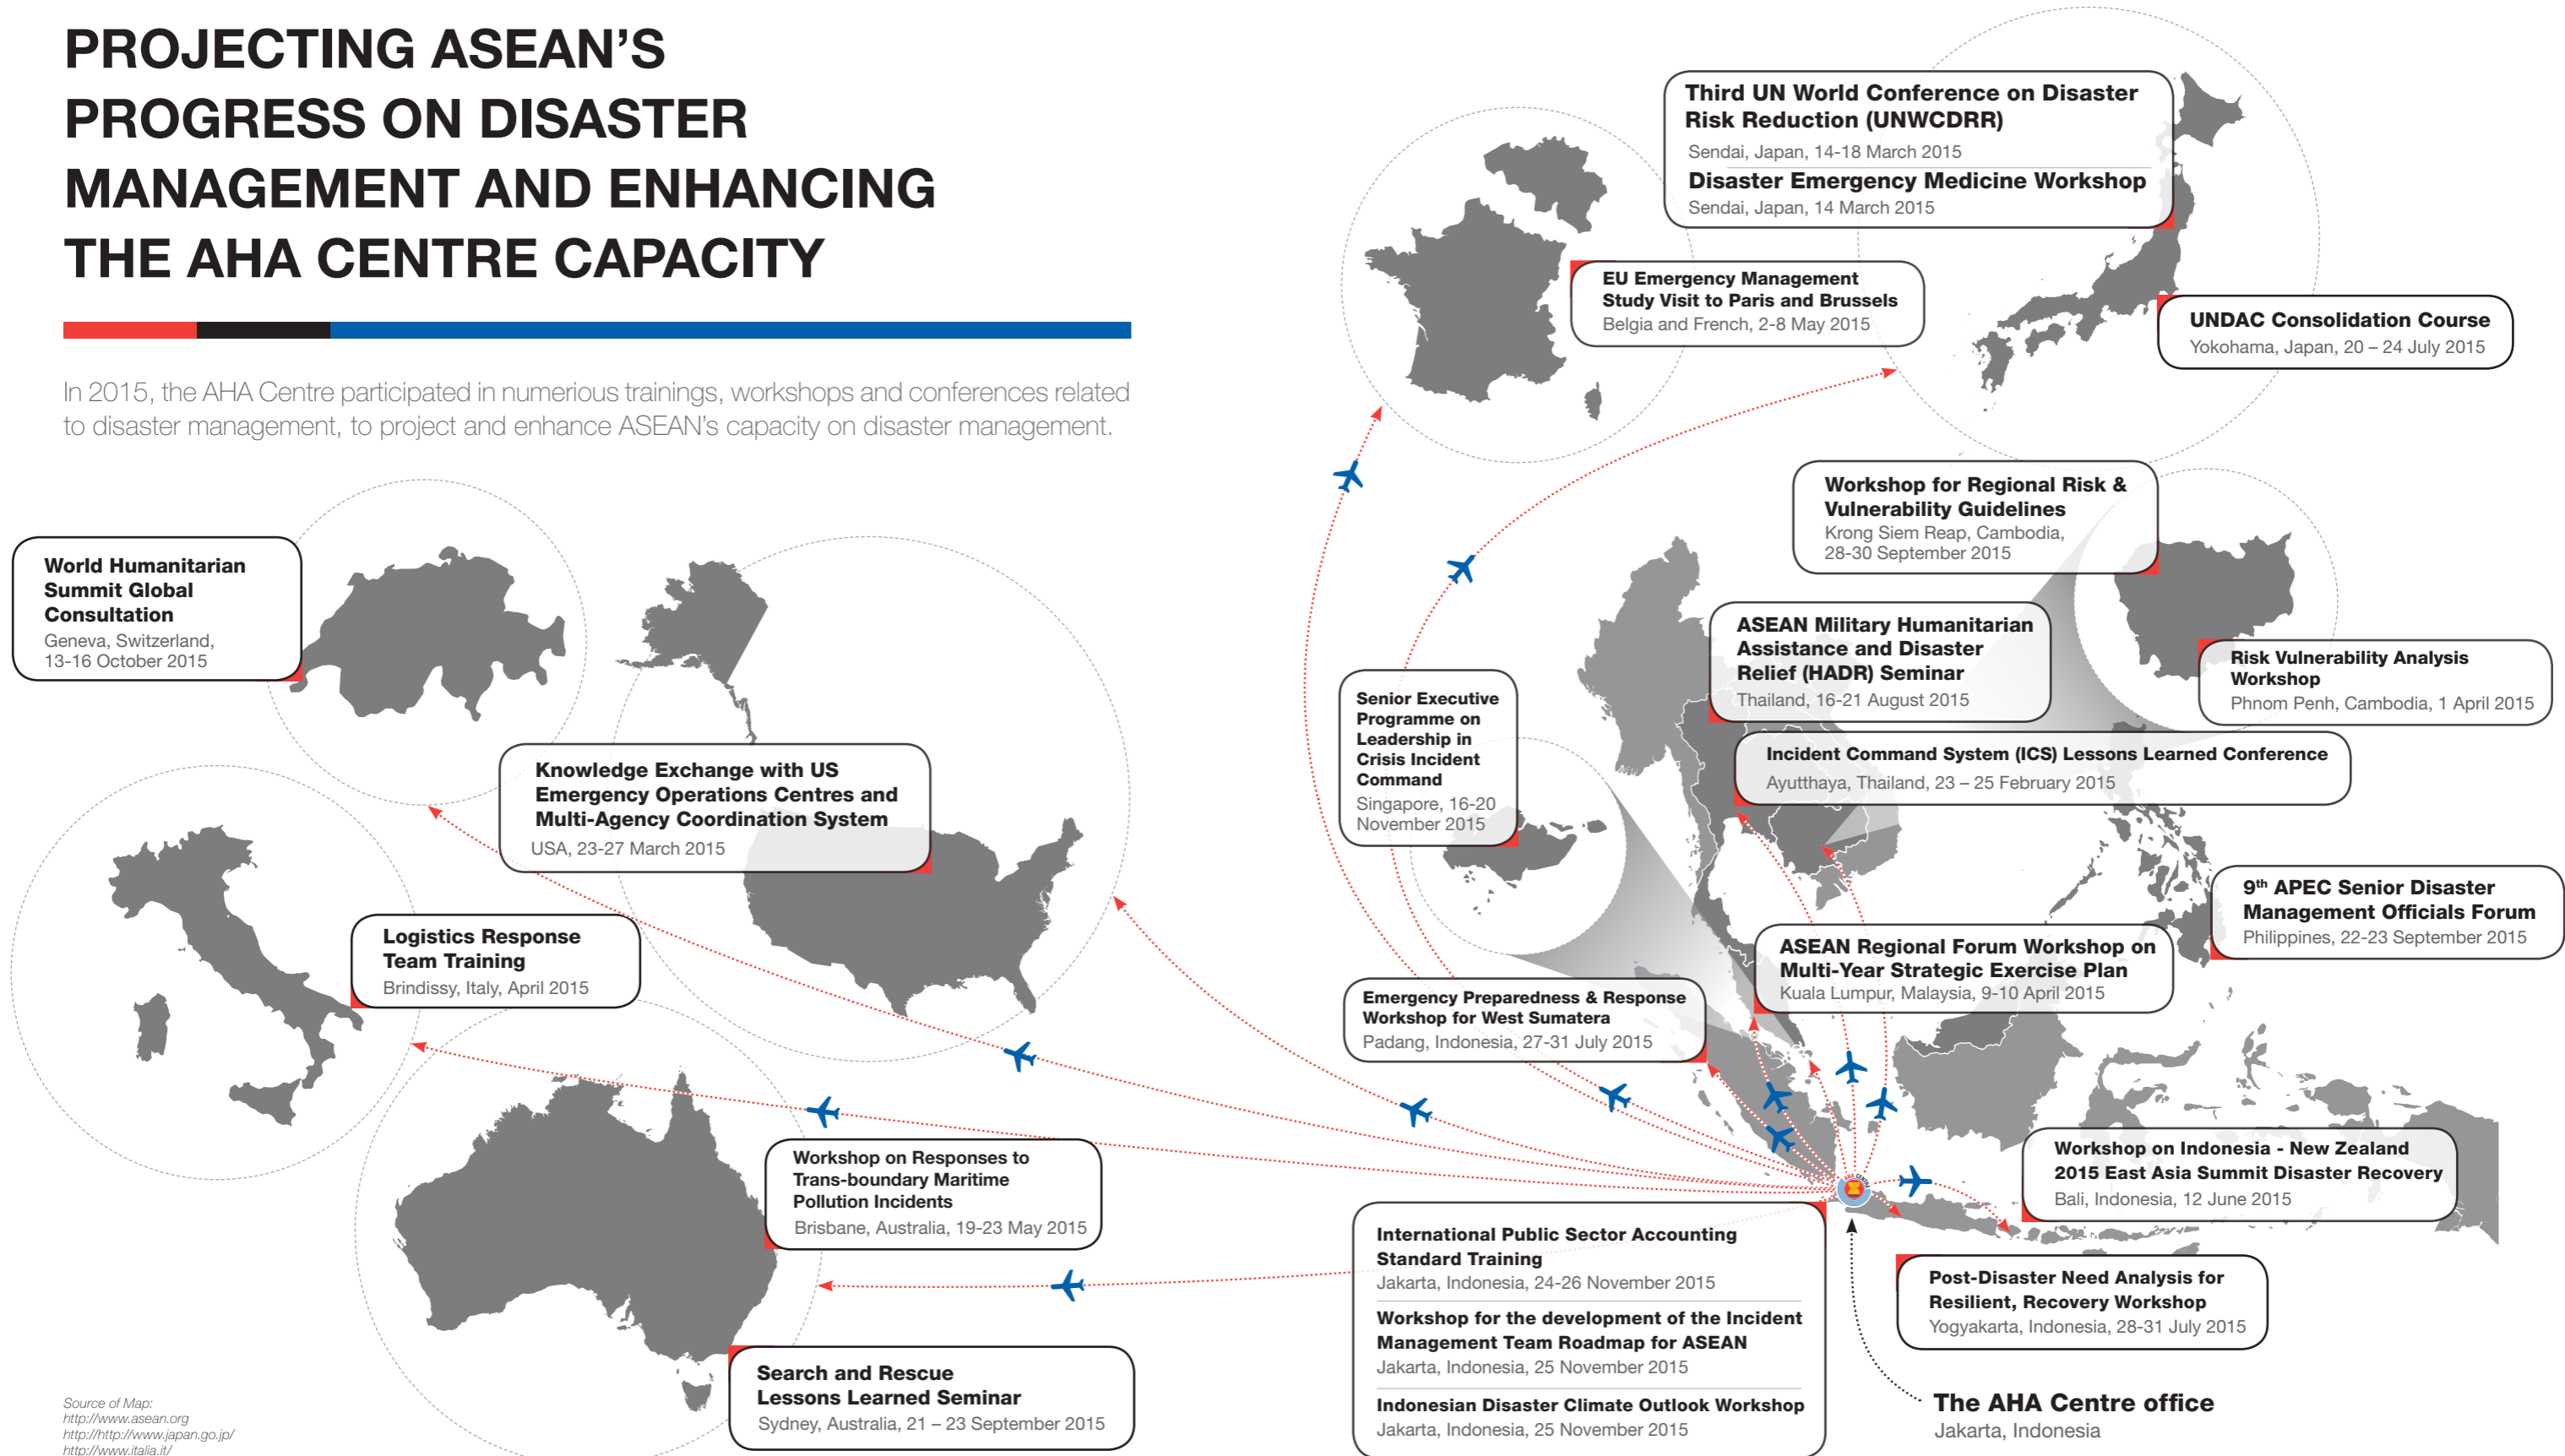 PROJECTING ASEAN'S
PROGRESS ON DISASTER
MANAGEMENT AND ENHANCING
THE AHA CENTRE CAPACITY
In 2015, the AHA Centre participated in numerious trainings, workshops and conferences related
to disaster management, to project and enhance ASEAN's capacity on disaster management.
Third UN World Conference on Disaster
Risk Reduction (UNWCDRR)
Sendai, Japan, 14-18 March 2015
Disaster Emergency Medicine Workshop
Sendai, Japan, 14 March 2015
EU Emergency Management
Study Visit to Paris and Brussels
Belgia and French, 2-8 May 2015
UNDAC Consolidation Course
Yokohama, Japan, 20 – 24 July 2015
World Humanitarian
Summit Global
Consultation
Geneva, Switzerland,
13-16 October 2015
Knowledge Exchange with US
Emergency Operations Centres and
Multi-Agency Coordination System
USA, 23-27 March 2015
Logistics Response
Team Training
Brindissy, Italy, April 2015
Workshop on Responses to
Trans-boundary Maritime
Pollution Incidents
Brisbane, Australia, 19-23 May 2015
Search and Rescue
Lessons Learned Seminar
Sydney, Australia, 21 – 23 September 2015
Workshop for Regional Risk &
Vulnerability Guidelines
Krong Siem Reap, Cambodia,
28-30 September 2015
ASEAN Military Humanitarian
Assistance and Disaster
Relief (HADR) Seminar
Thailand, 16-21 August 2015
Risk Vulnerability Analysis
Workshop
Phnom Penh, Cambodia, 1 April 2015
Senior Executive
Programme on
Leadership in
Crisis Incident
Command
Singapore, 16-20
November 2015
Incident Command System (ICS) Lessons Learned Conference
Ayutthaya, Thailand, 23 – 25 February 2015
9th APEC Senior Disaster
Management Officials Forum
Philippines, 22-23 September 2015
ASEAN Regional Forum Workshop on
Multi-Year Strategic Exercise Plan
Kuala Lumpur, Malaysia, 9-10 April 2015
Emergency Preparedness & Response
Workshop for West Sumatera
Padang, Indonesia, 27-31 July 2015
Workshop on Indonesia - New Zealand
2015 East Asia Summit Disaster Recovery
Bali, Indonesia, 12 June 2015
International Public Sector Accounting
Standard Training
Jakarta, Indonesia, 24-26 November 2015
Workshop for the development of the Incident
Management Team Roadmap for ASEAN
Jakarta, Indonesia, 25 November 2015
Indonesian Disaster Climate Outlook Workshop
Jakarta, Indonesia, 25 November 2015
Post-Disaster Need Analysis for
Resilient, Recovery Workshop
Yogyakarta, Indonesia, 28-31 July 2015
The AHA Centre office
Jakarta, Indonesia
Source of Map:
http://www.asean.org
http://http://www.japan.go.jp/
http://www.italia.it/